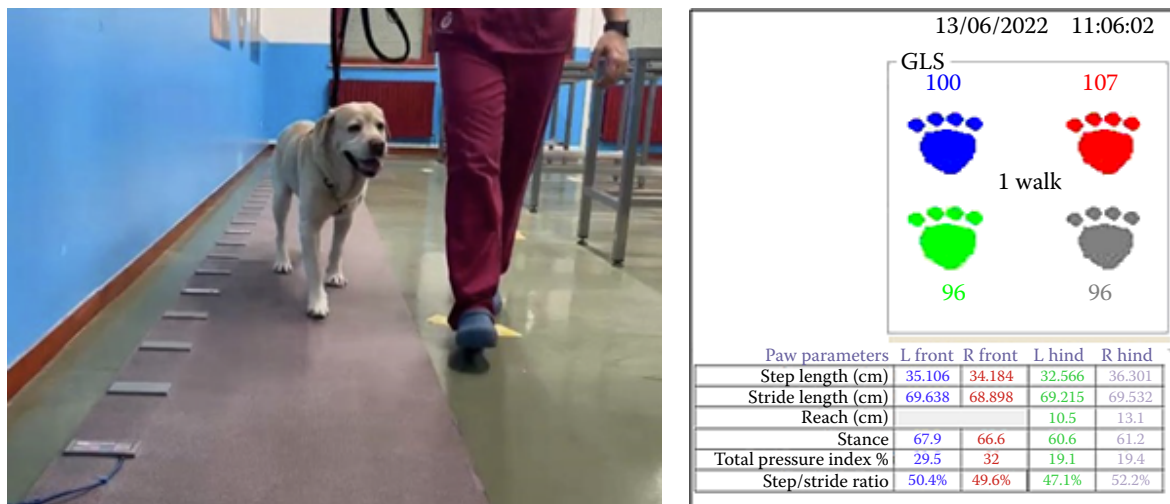 13/06/2022 11:06:02
GLS
100 107
1 walk
96 96
Paw parameters L front R front L hind R hind
Step length (cm) 35.106 34.184 32.566 36.301
Stride length (cm) 69.638 68.898 69.215 69.532
Reach (cm) 10.5 13.1
Stance 67.9 66.6 60.6 61.2
Total pressure index % 29.5 32 19.1 19.4
Step/stride ratio 50.4% 49.6% 47.1% 52.2%